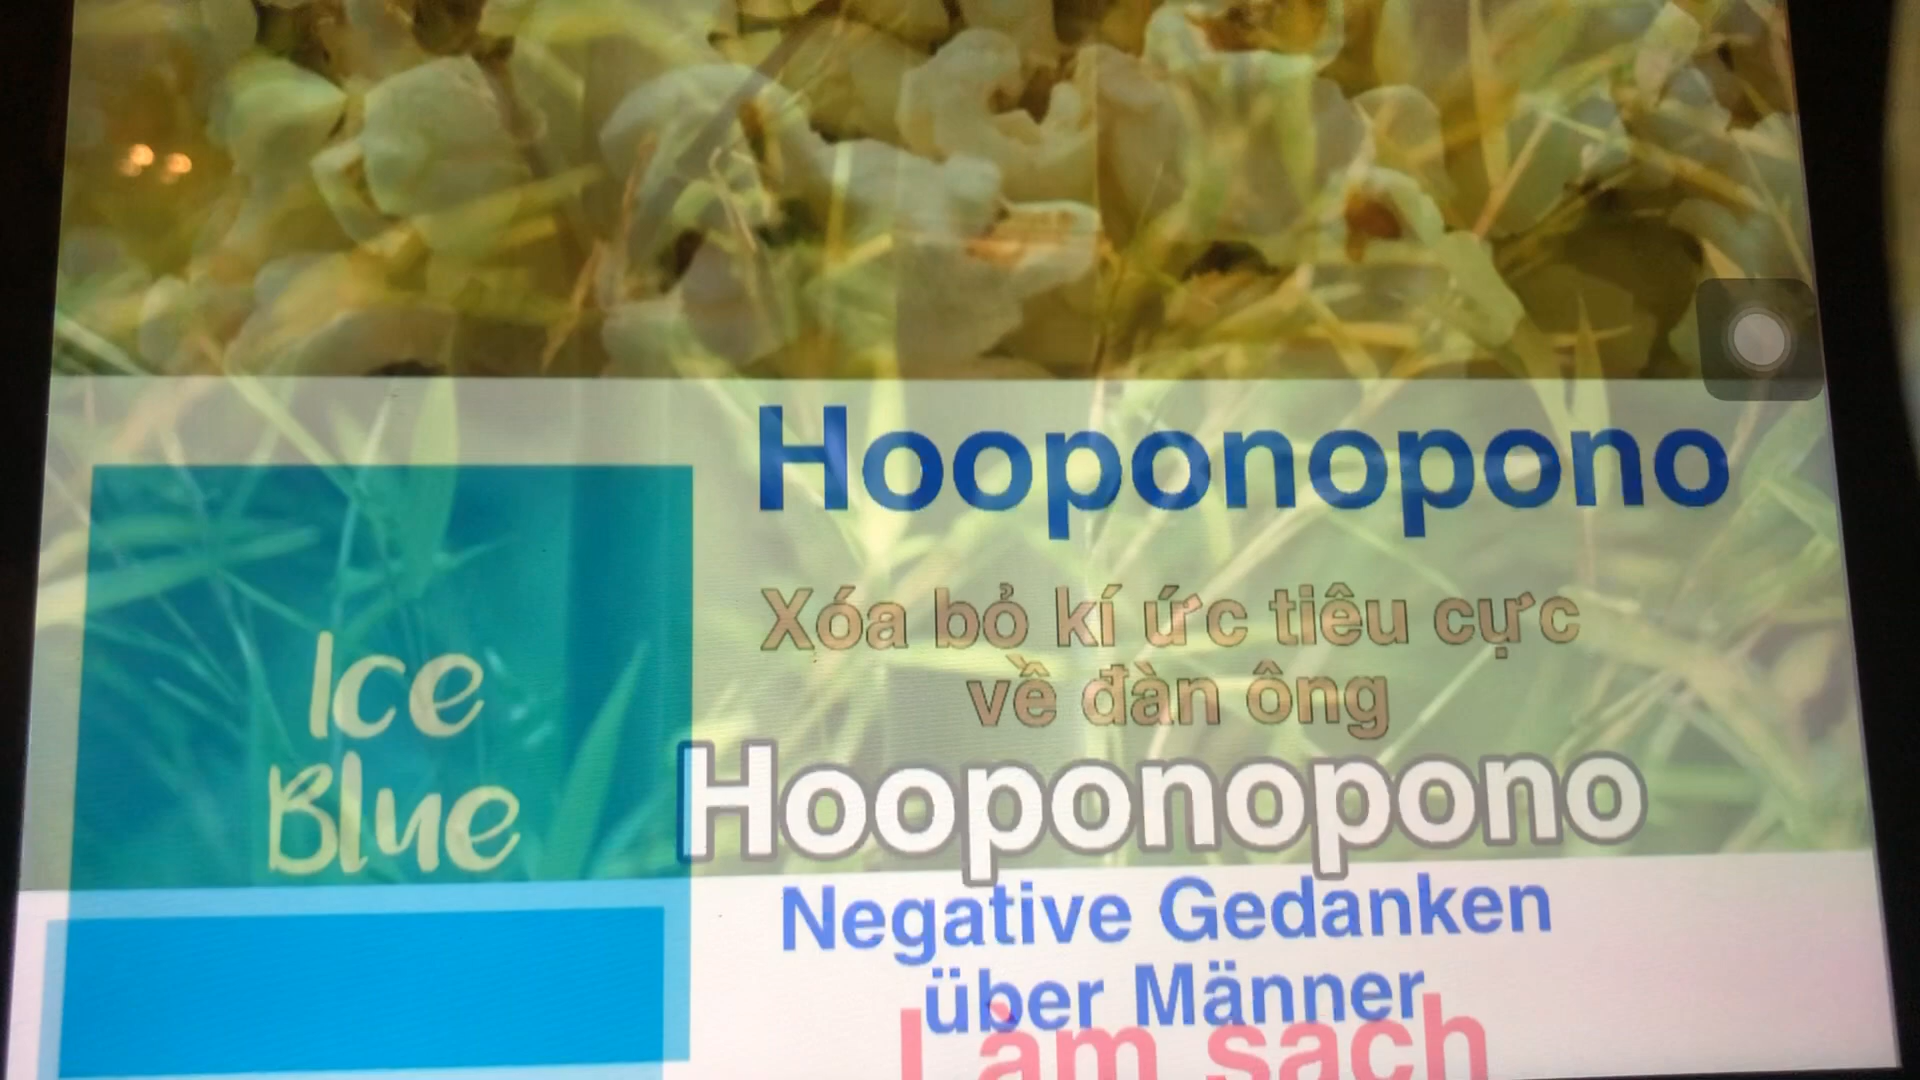 Hooponopono
Xóa bỏ kí ức tiêu cực
về đàn ông
Ice
Blue
Hooponopono
Negative Gedanken
über Männer
Làm sạch